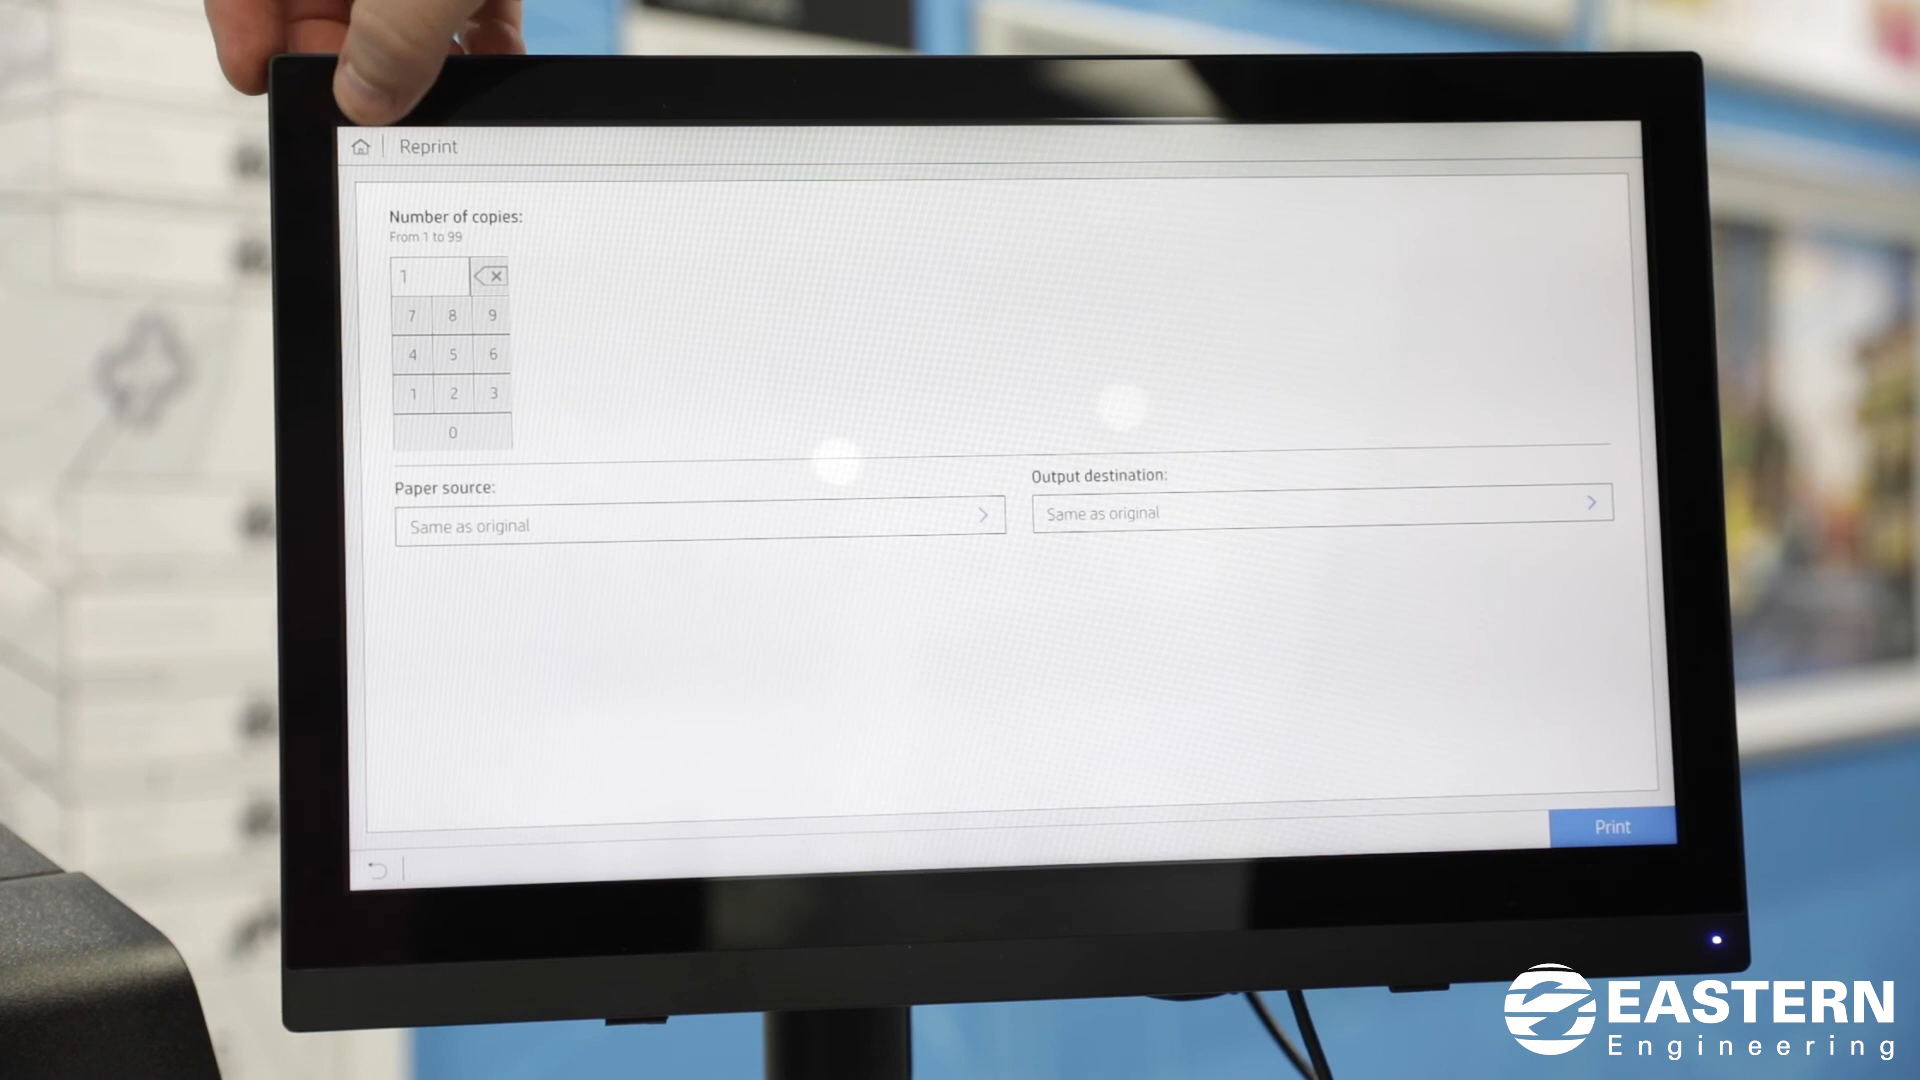 Reprint
Number of copies:
From 1 to 99
1
7 8 9
4 5 6
1 2 3
0
Paper source:
Same as original
Output destination:
Same as original
Print
EASTERN
Engineering